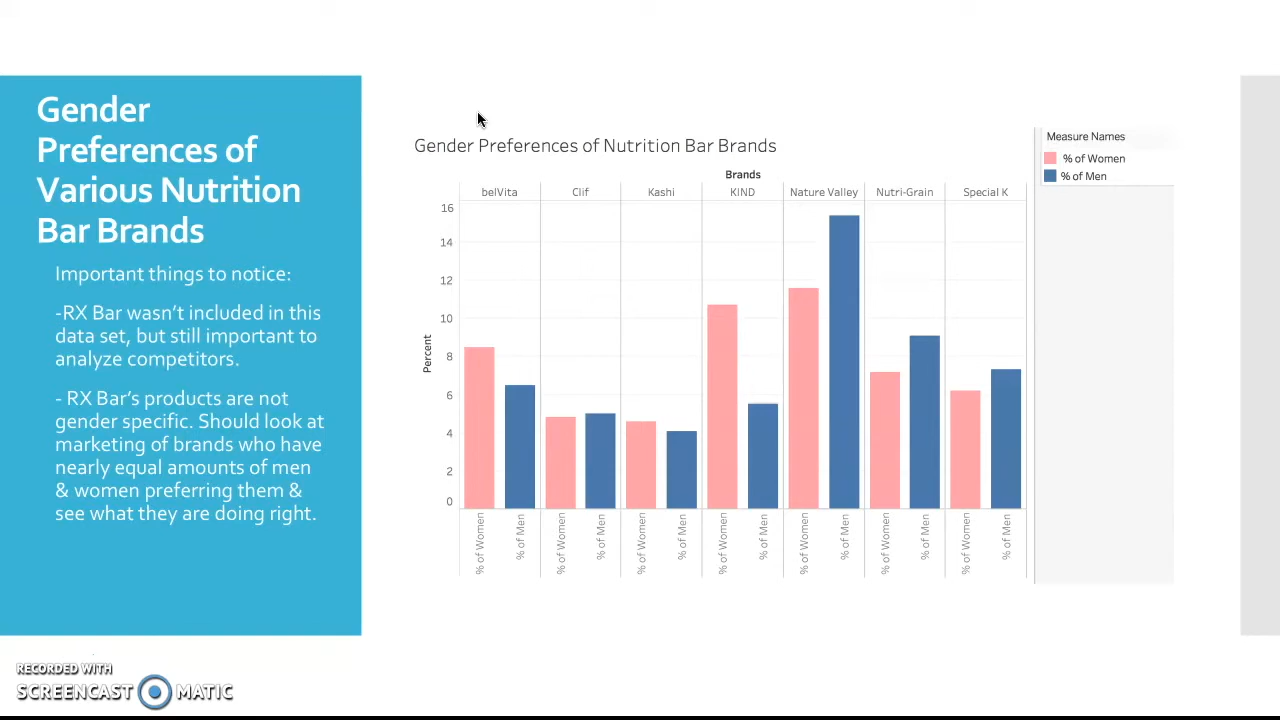 Gender
Preferences of
Various Nutrition
Bar Brands
Important things to notice:
-RX Bar wasn't included in this
data set, but still important to
analyze competitors.
- RX Bar's products are not
gender specific. Should look at
marketing of brands who have
nearly equal amounts of men
& women preferring them &
see what they are doing right.
Gender Preferences of Nutrition Bar Brands
Brands
belVita Clif Kashi KIND Nature Valley Nutri-Grain Special K
16
14
12
10
8
6
4
2
0
Percent
% of Women % of Men % of Women % of Men % of Women % of Men % of Women % of Men % of Women % of Men % of Women % of Men % of Women % of Men
Measure Names
% of Women
% of Men
RECORDED WITH
SCREENCAST MATIC